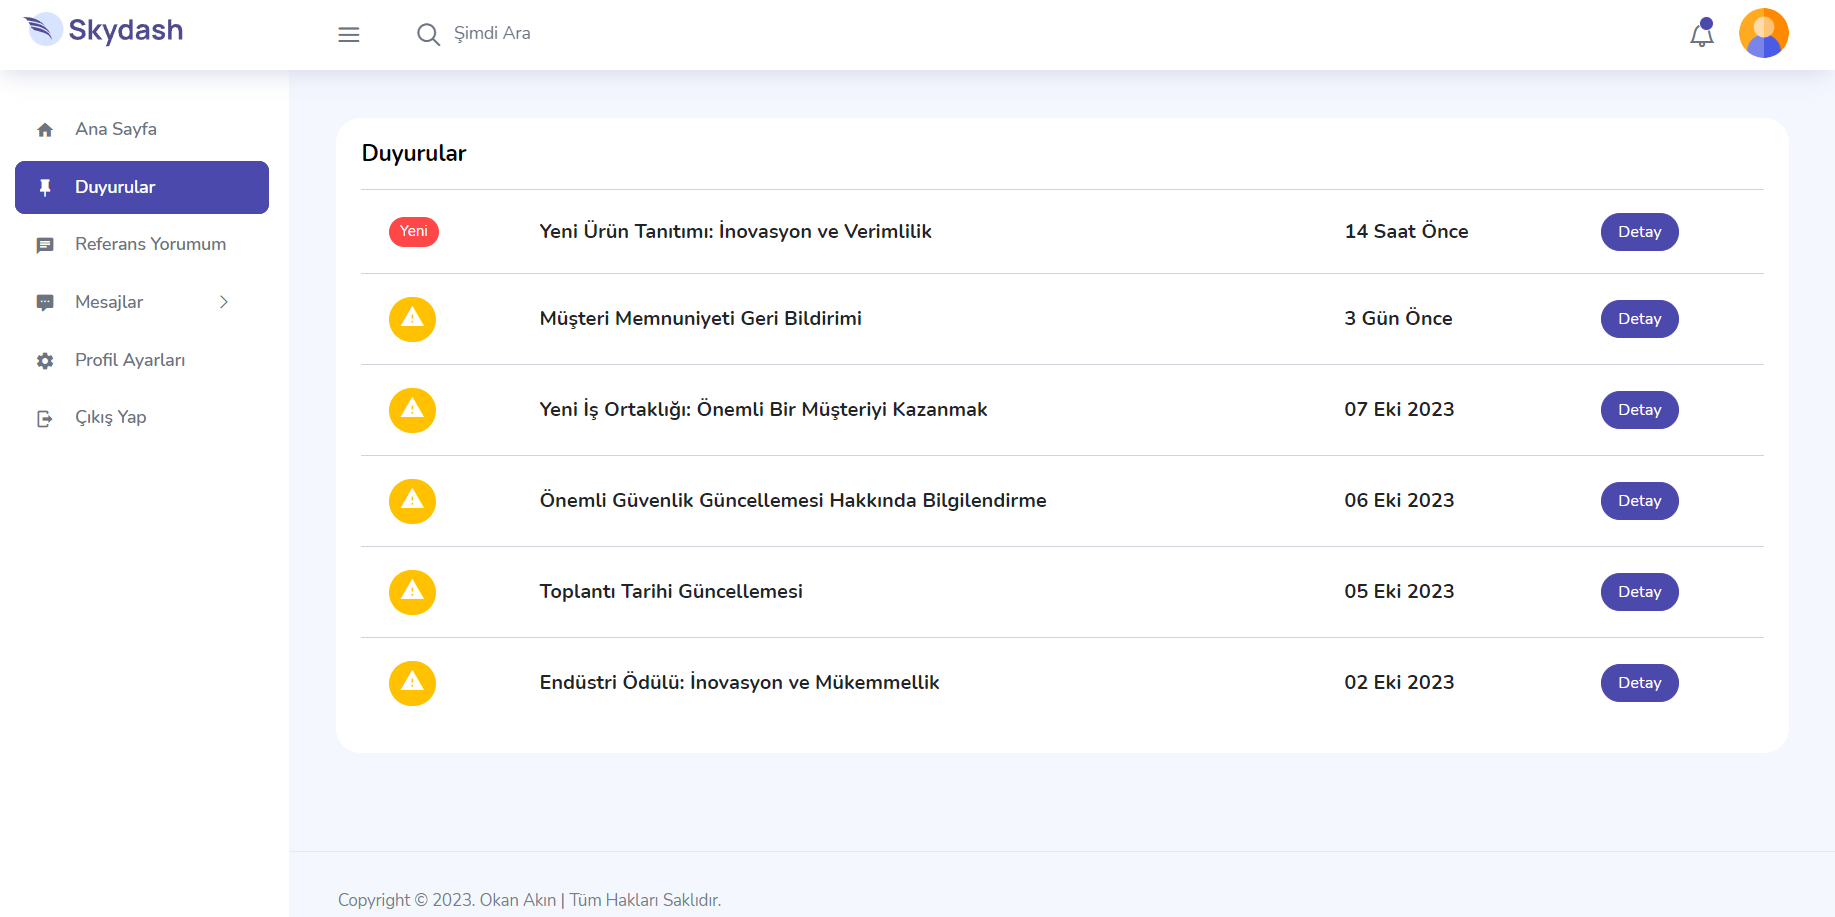 Skydash
Şimdi Ara
Ana Sayfa
Duyurular
Referans Yorumum
Mesajlar
Profil Ayarları
Çıkış Yap
Duyurular
Yeni Yeni Ürün Tanıtımı: İnovasyon ve Verimlilik 14 Saat Önce Detay
Müşteri Memnuniyeti Geri Bildirimi 3 Gün Önce Detay
Yeni İş Ortaklığı: Önemli Bir Müşteriyi Kazanmak 07 Eki 2023 Detay
Önemli Güvenlik Güncellemesi Hakkında Bilgilendirme 06 Eki 2023 Detay
Toplantı Tarihi Güncellemesi 05 Eki 2023 Detay
Endüstri Ödülü: İnovasyon ve Mükemmellik 02 Eki 2023 Detay
Copyright © 2023. Okan Akın | Tüm Hakları Saklıdır.